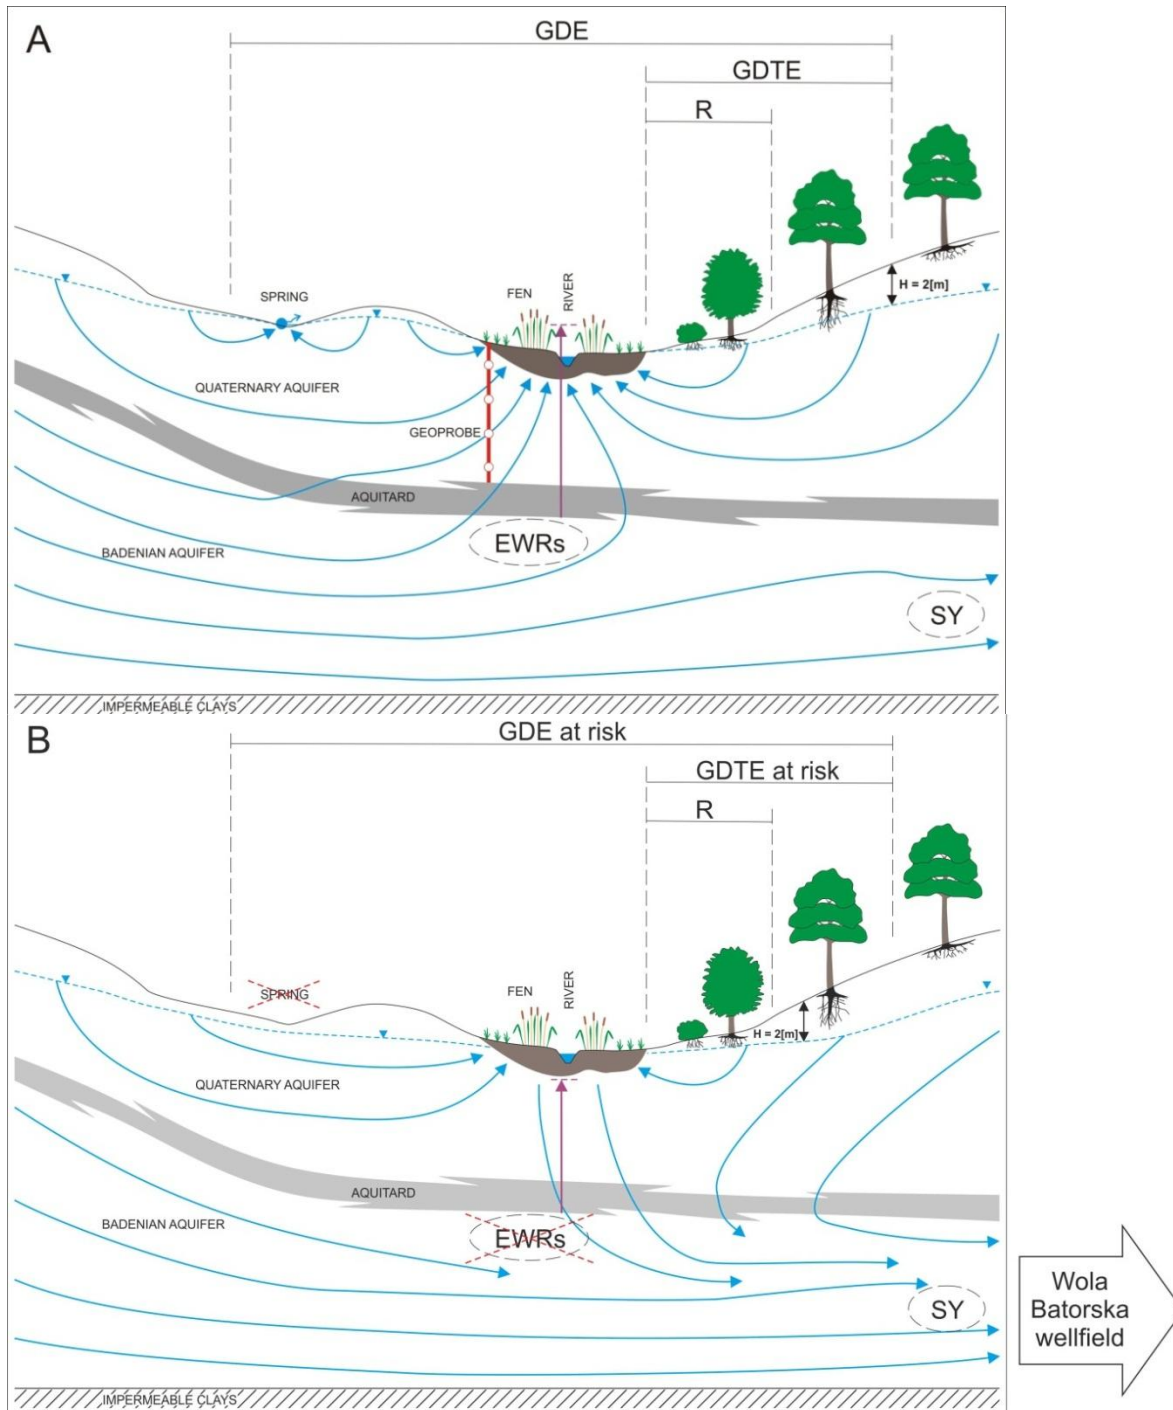 A
GDE
GDTE
R
H = 2[m]
SPRING
FEN
RIVER
QUATERNARY AQUIFER
GEOPROBE
AQUITARD
EWRs
BADENIAN AQUIFER
SY
IMPERMEABLE CLAYS
B
GDE at risk
GDTE at risk
R
SPRING
FEN
RIVER
H = 2[m]
QUATERNARY AQUIFER
AQUITARD
BADENIAN AQUIFER
EWRs
SY
Wola
Batorska
wellfield
IMPERMEABLE CLAYS